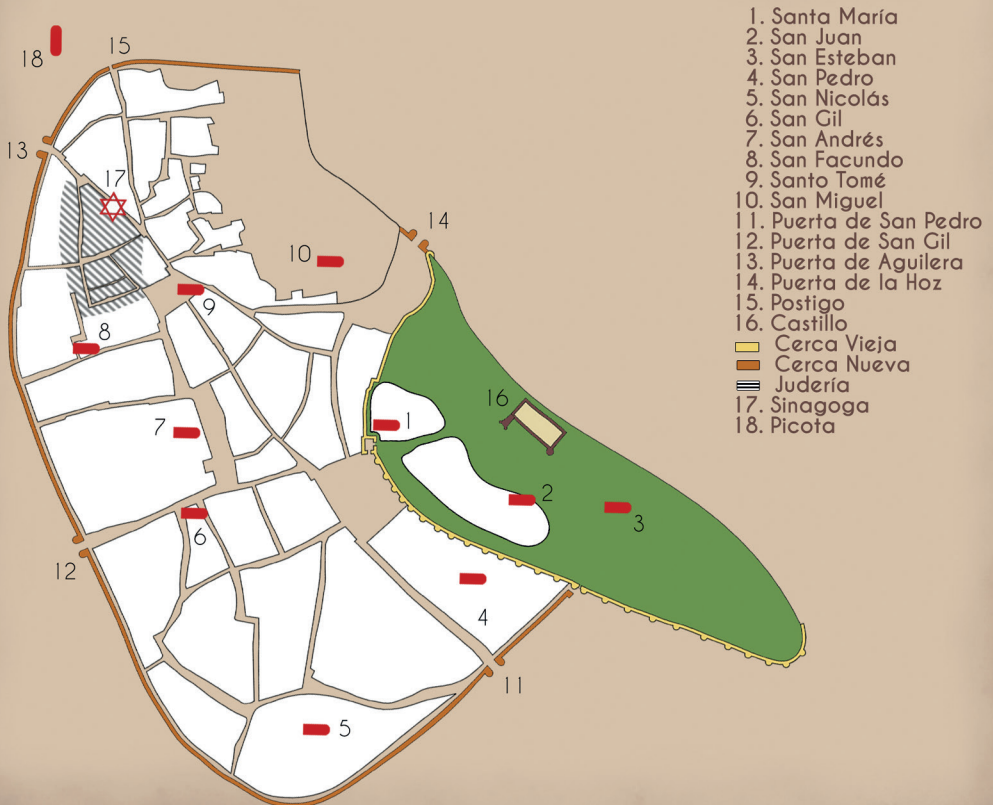 1. Santa María
2. San Juan
3. San Esteban
4. San Pedro
5. San Nicolás
6. San Gil
7. San Andrés
8. San Facundo
9. Santo Tomé
10. San Miguel
11. Puerta de San Pedro
12. Puerta de San Gil
13. Puerta de Aguilera
14. Puerta de la Hoz
15. Postigo
16. Castillo
Cerca Vieja
Cerca Nueva
Judería
17. Sinagoga
18. Picota
18
15
13
17
14
10
9
8
16
7
1
2
3
6
12
4
11
5